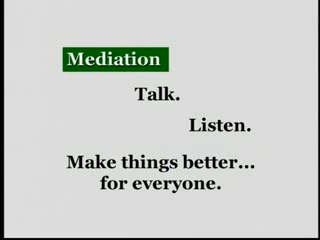 Mediation
Talk.
Listen.
Make things better...
for everyone.